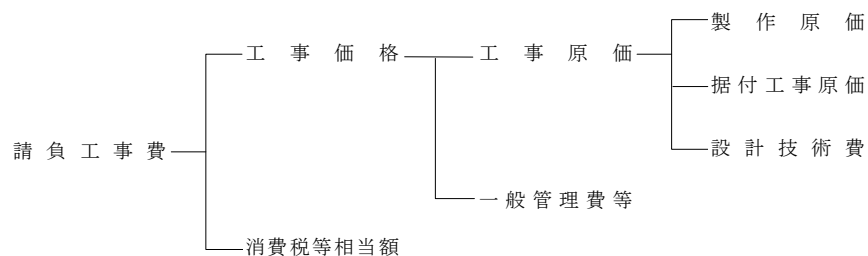 製作原価
工事価格
工事原価
据付工事原価
請負工事費
設計技術費
一般管理費等
消費税等相当額